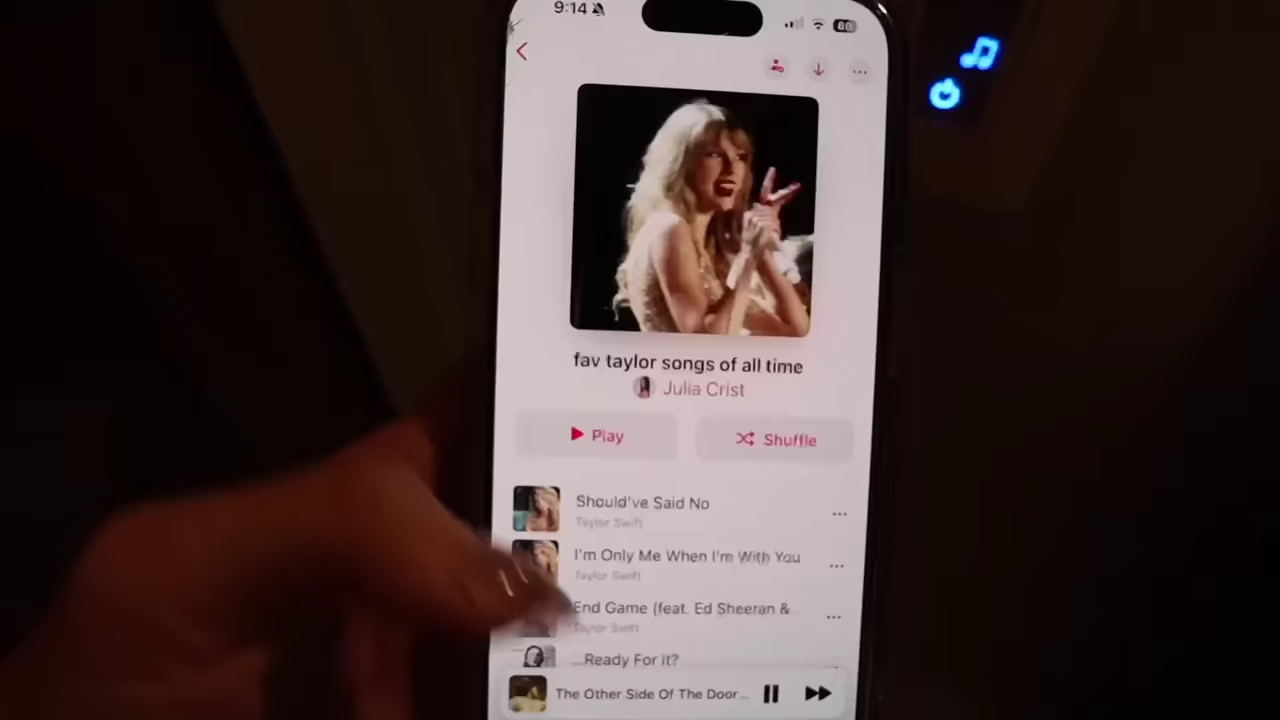 9:14
fav taylor songs of all time
Julia Crist
Play
Shuffle
Should've Said No
Taylor Swift
I'm Only Me When I'm With You
Taylor Swift
End Game (feat. Ed Sheeran &
Taylor Swift
...Ready For It?
The Other Side Of The Door...